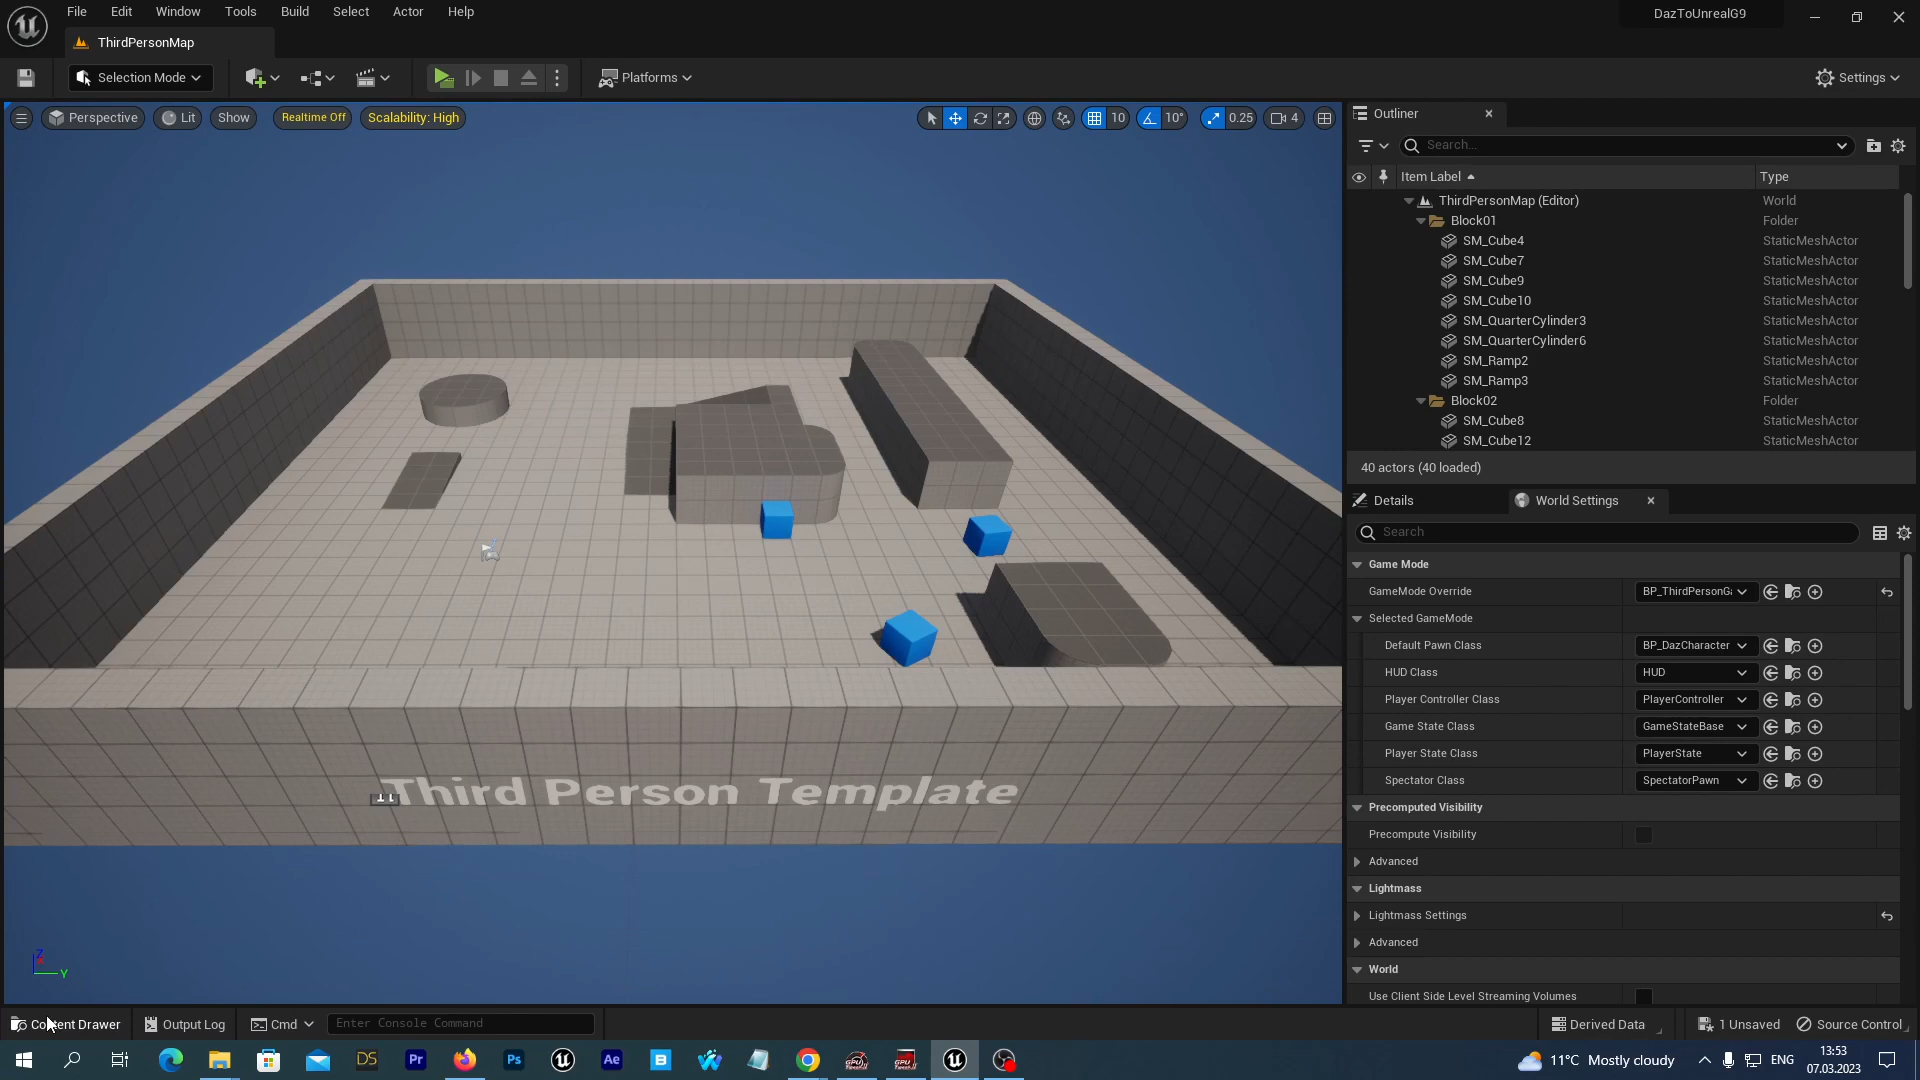 File Edit Window Tools Build Select Actor Help
DazToUnrealG9
ThirdPersonMap
Selection Mode
Platforms
Settings
Perspective Lit Show Realtime Off Scalability: High
10 10° 0.25 4
Outliner
Search...
Item Label Type
ThirdPersonMap (Editor) World
Block01 Folder
SM_Cube4 StaticMeshActor
SM_Cube7 StaticMeshActor
SM_Cube9 StaticMeshActor
SM_Cube10 StaticMeshActor
SM_QuarterCylinder3 StaticMeshActor
SM_QuarterCylinder6 StaticMeshActor
SM_Ramp2 StaticMeshActor
SM_Ramp3 StaticMeshActor
Block02 Folder
SM_Cube8 StaticMeshActor
SM_Cube12 StaticMeshActor
40 actors (40 loaded)
Details World Settings
Search
Game Mode
GameMode Override BP_ThirdPersonGa
Selected GameMode
Default Pawn Class BP_DazCharacter
HUD Class HUD
Player Controller Class PlayerController
Game State Class GameStateBase
Player State Class PlayerState
Spectator Class SpectatorPawn
Precomputed Visibility
Precompute Visibility
Advanced
Lightmass
Lightmass Settings
Advanced
World
Use Client Side Level Streaming Volumes
Third Person Template
Z
Y
Content Drawer Output Log Cmd Enter Console Command
Derived Data 1 Unsaved Source Control
DS Pr Ps Ae
11°C Mostly cloudy
ENG
13:53
07.03.2023